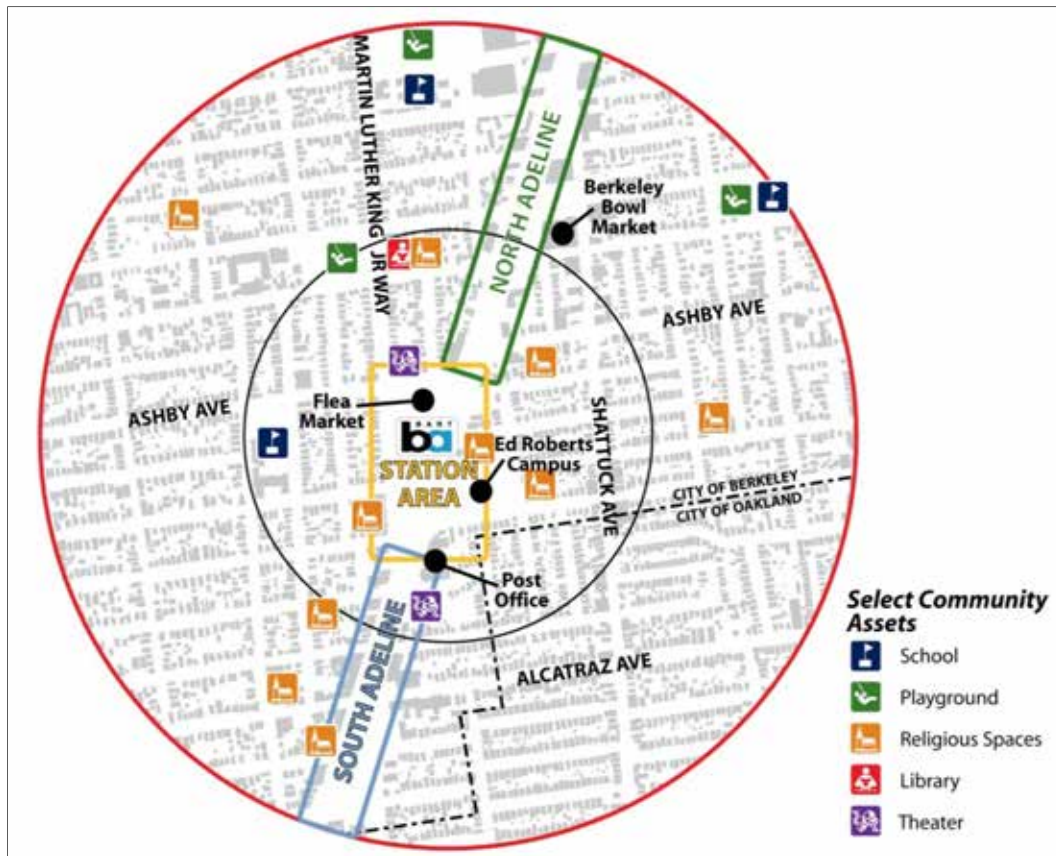 MARTIN LUTHER KING JR WAY
NORTH ADELINE
Berkeley
Bowl
Market
ASHBY AVE
ASHBY AVE
Flea
Market
BART
ba
STATION
AREA
Ed Roberts
Campus
SHATTUCK AVE
CITY OF BERKELEY
CITY OF OAKLAND
Post
Office
SOUTH ADELINE
ALCATRAZ AVE
Select Community
Assets
School
Playground
Religious Spaces
Library
Theater